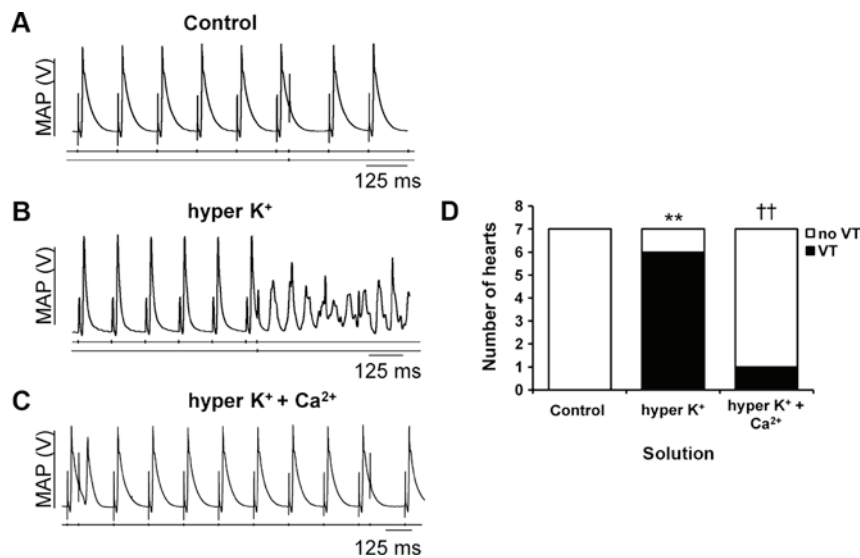 A
Control
MAP (V)
125 ms
B
hyper K⁺
MAP (V)
125 ms
C
hyper K⁺ + Ca²⁺
MAP (V)
125 ms
D
Number of hearts
8
7
6
5
4
3
2
1
0
**
††
no VT
VT
Control
hyper K⁺
hyper K⁺ +
Ca²⁺
Solution